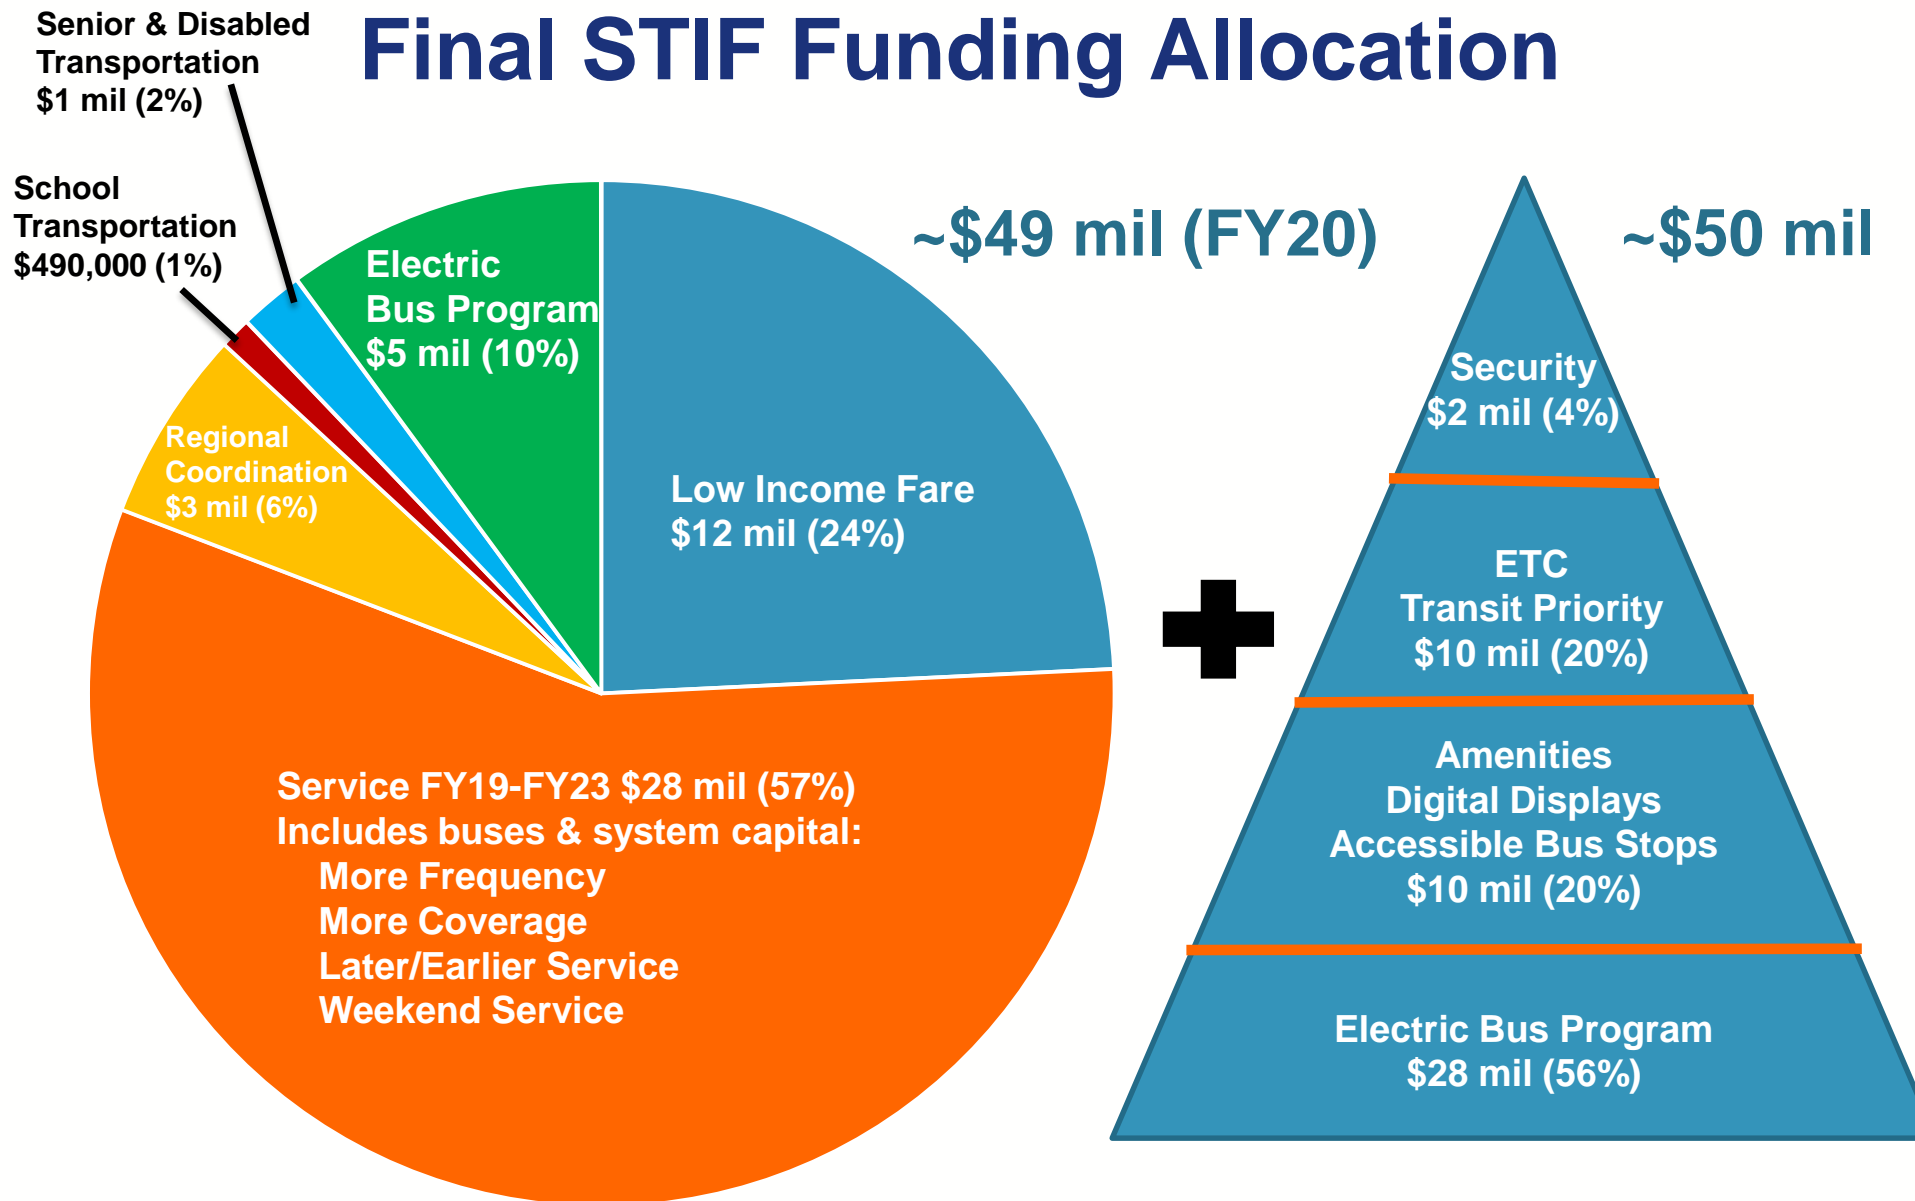 Final STIF Funding Allocation
Senior & Disabled
Transportation
$1 mil (2%)
School
Transportation
$490,000 (1%)
Electric
Bus Program
$5 mil (10%)
Regional
Coordination
$3 mil (6%)
Low Income Fare
$12 mil (24%)
Service FY19-FY23 $28 mil (57%)
Includes buses & system capital:
More Frequency
More Coverage
Later/Earlier Service
Weekend Service
~$49 mil (FY20)
~$50 mil
Security
$2 mil (4%)
ETC
Transit Priority
$10 mil (20%)
Amenities
Digital Displays
Accessible Bus Stops
$10 mil (20%)
Electric Bus Program
$28 mil (56%)